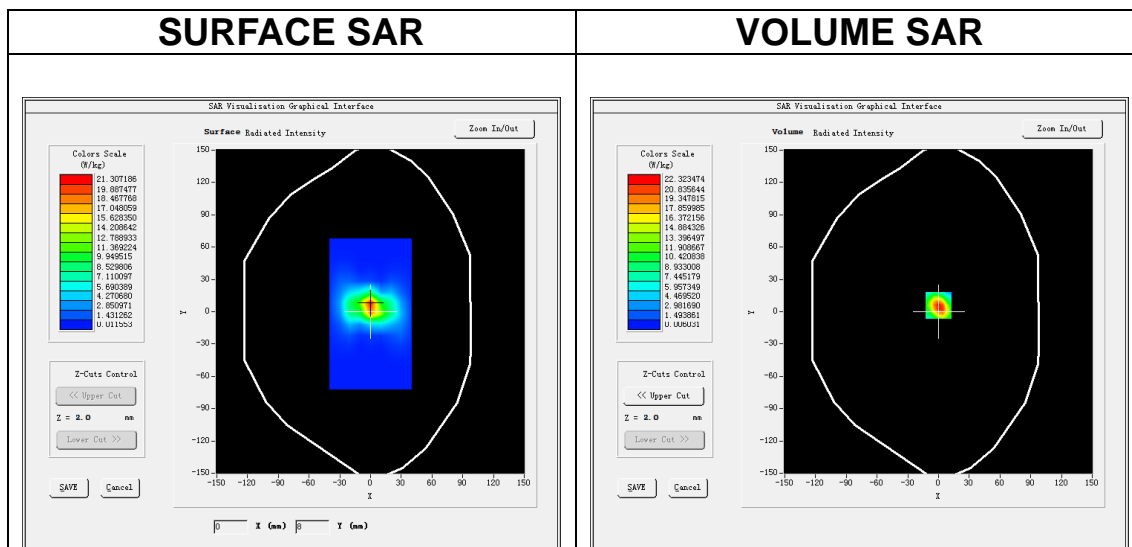 SURFACE SAR
VOLUME SAR
SAR Visualisation Graphical Interface
Surface Radiated Intensity
Zoom In/Out
Colors Scale
(W/kg)
21.307186
19.887477
18.467768
17.048059
15.628350
14.208642
12.788933
11.369224
9.949515
8.529806
7.110097
5.690389
4.270680
2.850971
1.431262
0.011553
Z-Cuts Control
<< Upper Cut
Z = 2.0 mm
Lower Cut >>
SAVE
Cancel
150
120
90
60
30
0
-30
-60
-90
-120
-150
Y
-150 -120 -90 -60 -30 0 30 60 90 120 150
X
0 X (mm) 8 Y (mm)
SAR Visualisation Graphical Interface
Volume Radiated Intensity
Zoom In/Out
Colors Scale
(W/kg)
22.323474
20.835644
19.347815
17.859985
16.372156
14.884326
13.396497
11.908667
10.420838
8.933008
7.445179
5.957349
4.469520
2.981690
1.493861
0.006031
Z-Cuts Control
<< Upper Cut
Z = 2.0 mm
Lower Cut >>
SAVE
Cancel
150
120
90
60
30
0
-30
-60
-90
-120
-150
Y
-150 -120 -90 -60 -30 0 30 60 90 120 150
X